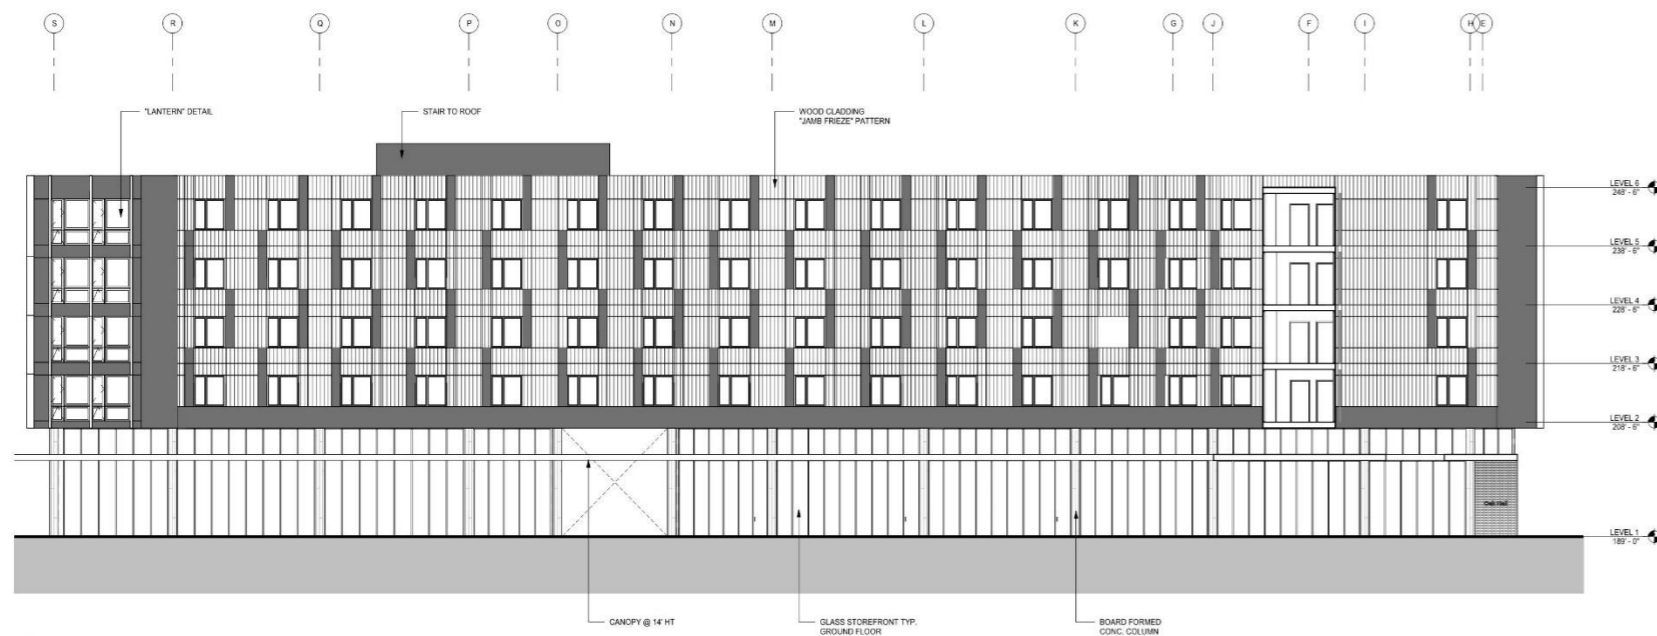 S R Q P O N M L K G J F I H E
"LANTERN" DETAIL
STAIR TO ROOF
WOOD CLADDING
"JAMB FRIEZE" PATTERN
LEVEL 6
248' - 6"
LEVEL 5
238' - 6"
LEVEL 4
228' - 6"
LEVEL 3
218' - 6"
LEVEL 2
208' - 6"
LEVEL 1
189' - 0"
CANOPY @ 14' HT
GLASS STOREFRONT TYP.
GROUND FLOOR
BOARD FORMED
CONC. COLUMN